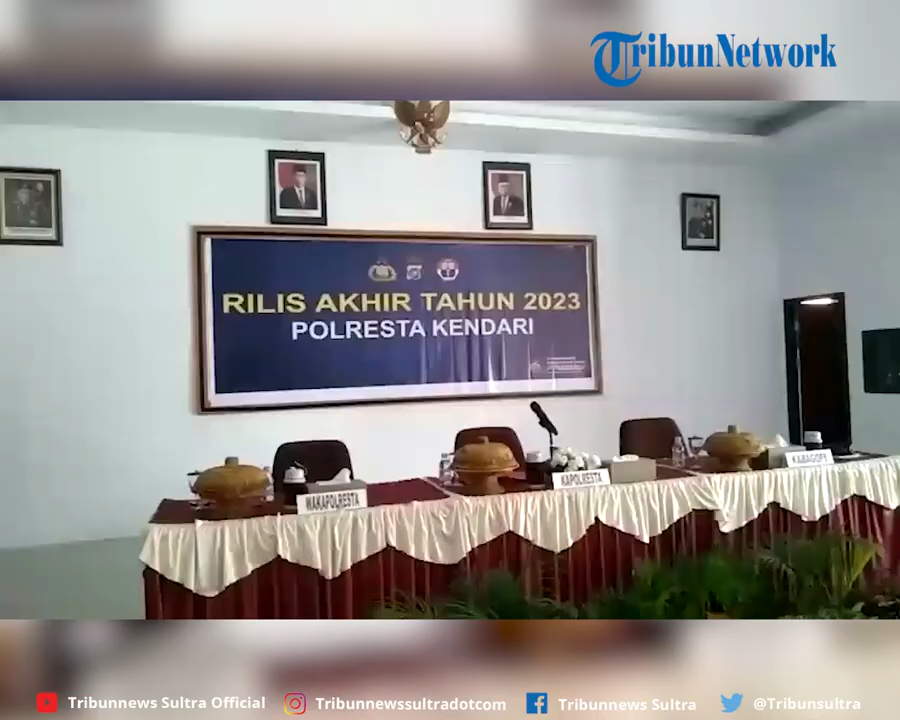 TribunNetwork
RILIS AKHIR TAHUN 2023
POLRESTA KENDARI
WAKAPOLRESTA
KAPOLRESTA
KABAGOPS
Tribunnews Sultra Official
Tribunnewssultradotcom
Tribunnews Sultra
@Tribunsultra